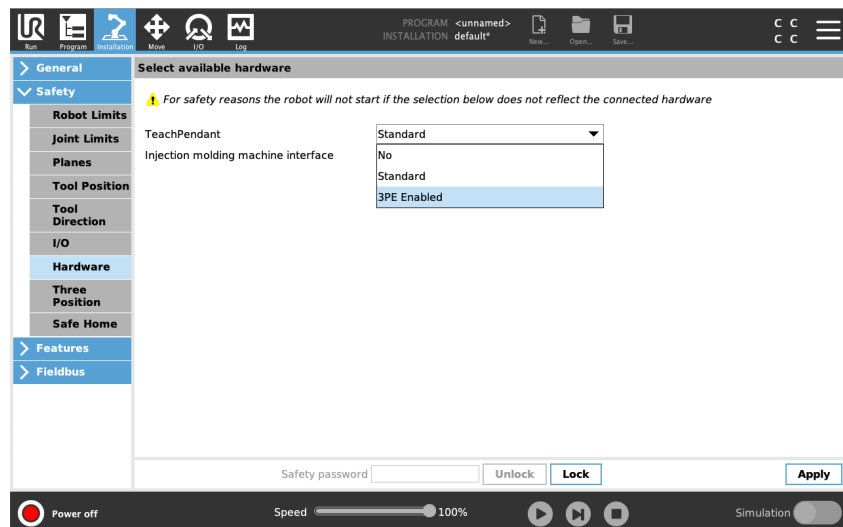 PROGRAM <unnamed>
INSTALLATION default*
New... Open... Save...
C C
C C
UR
Run Program Installation Move I/O Log
General
Select available hardware
Safety
For safety reasons the robot will not start if the selection below does not reflect the connected hardware
Robot Limits
Joint Limits
Planes
Tool Position
Tool
Direction
I/O
Hardware
Three
Position
Safe Home
Features
Fieldbus
TeachPendant Standard
Injection molding machine interface
No
Standard
3PE Enabled
Safety password Unlock Lock Apply
Power off Speed 100% Simulation